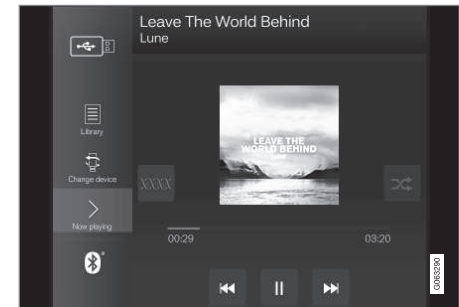 Leave The World Behind
Lune
Library
Change device
Now playing
LEAVE THE
WORLD BEHIND
LUNE
XXXX
00:29
03:20
G063290